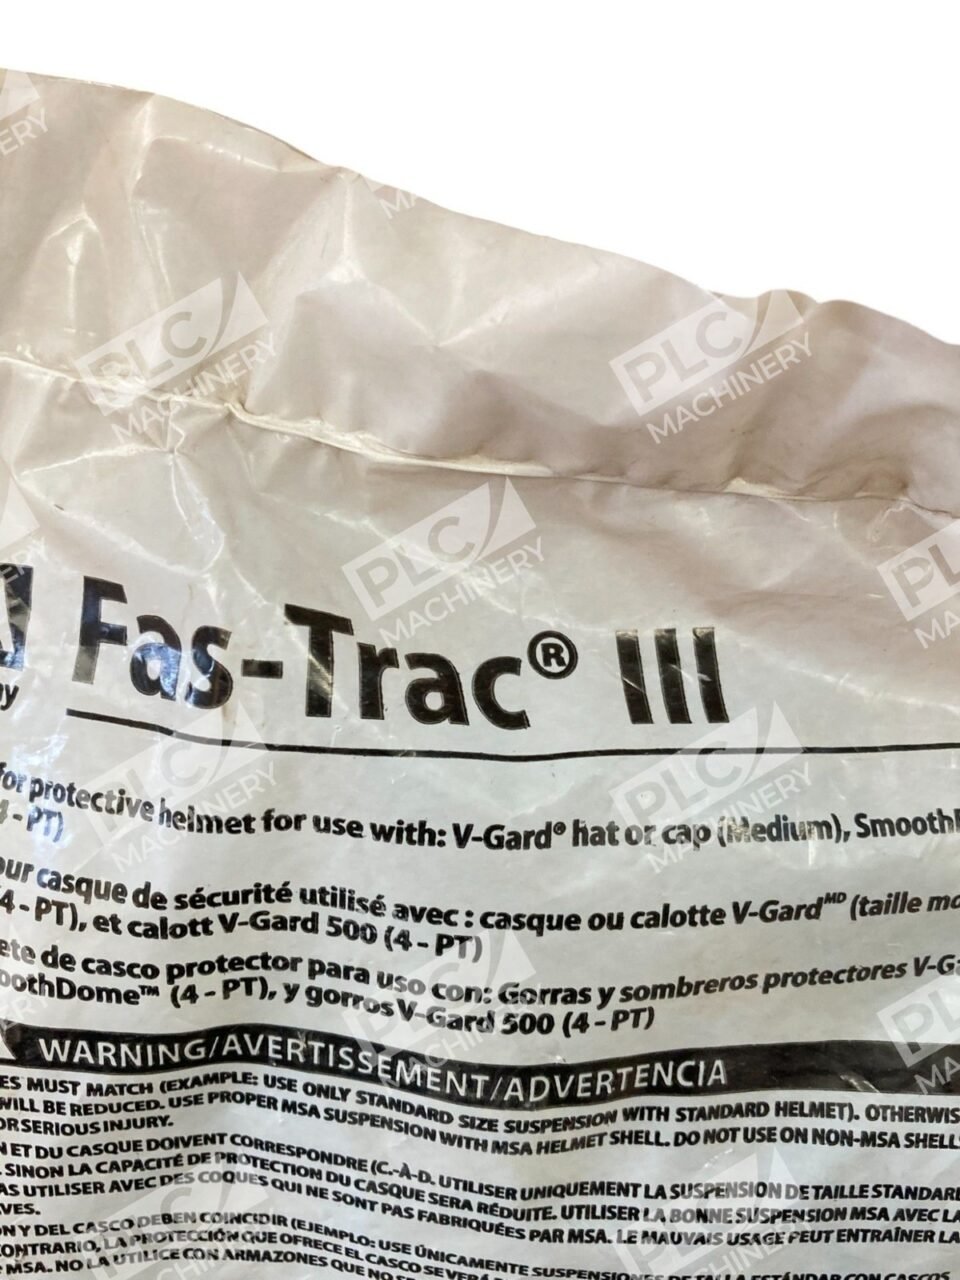 Fas-Trac® III
for protective helmet for use with: V-Gard® hat or cap (Medium), Smooth
4 - PT)
our casque de sécurité utilisé avec : casque ou calotte V-Gard MD (taille
(4 - PT), et calott V-Gard 500 (4 - PT)
de casco protector para uso con: Gorras y sombreros protectores
oothDome™ (4 - PT), y gorros V-Gard 500 (4 - PT)
WARNING/AVERTISSEMENT/ADVERTENCIA
ES MUST MATCH (EXAMPLE: USE ONLY STANDARD SIZE SUSPENSION WITH STANDARD HELMET). OTHERWIS
WILL BE REDUCED. USE PROPER MSA SUSPENSION WITH MSA HELMET SHELL. DO NOT USE ON NON-MSA SHELL
OR SERIOUS INJURY.
ET DU CASQUE DOIVENT CORRESPONDRE (C.-À-D. UTILISER UNIQUEMENT LA SUSPENSION DE TAILLE STANDAR
SINON LA CAPACITÉ DE PROTECTION DU CASQUE SERA RÉDUITE. UTILISER LA BONNE SUSPENSION MSA AVEC LA
AS UTILISER AVEC DES COQUES QUI NE SONT PAS FABRIQUÉES PAR MSA. LE MAUVAIS USAGE PEUT ENTRAÎNER LA
VES.
ON Y DEL CASCO DEBEN COINCIDIR (EJEMPLO: USE ÚNICAMENTE SUSPENSIONES DE TALLA ESTÁNDAR CON CASCOS
CONTRARIO, LA PROTECCIÓN QUE OFRECE EL CASCO
MSA. NO LA UTILICE CON ARMAZONES QUE NO
PLC MACHINERY